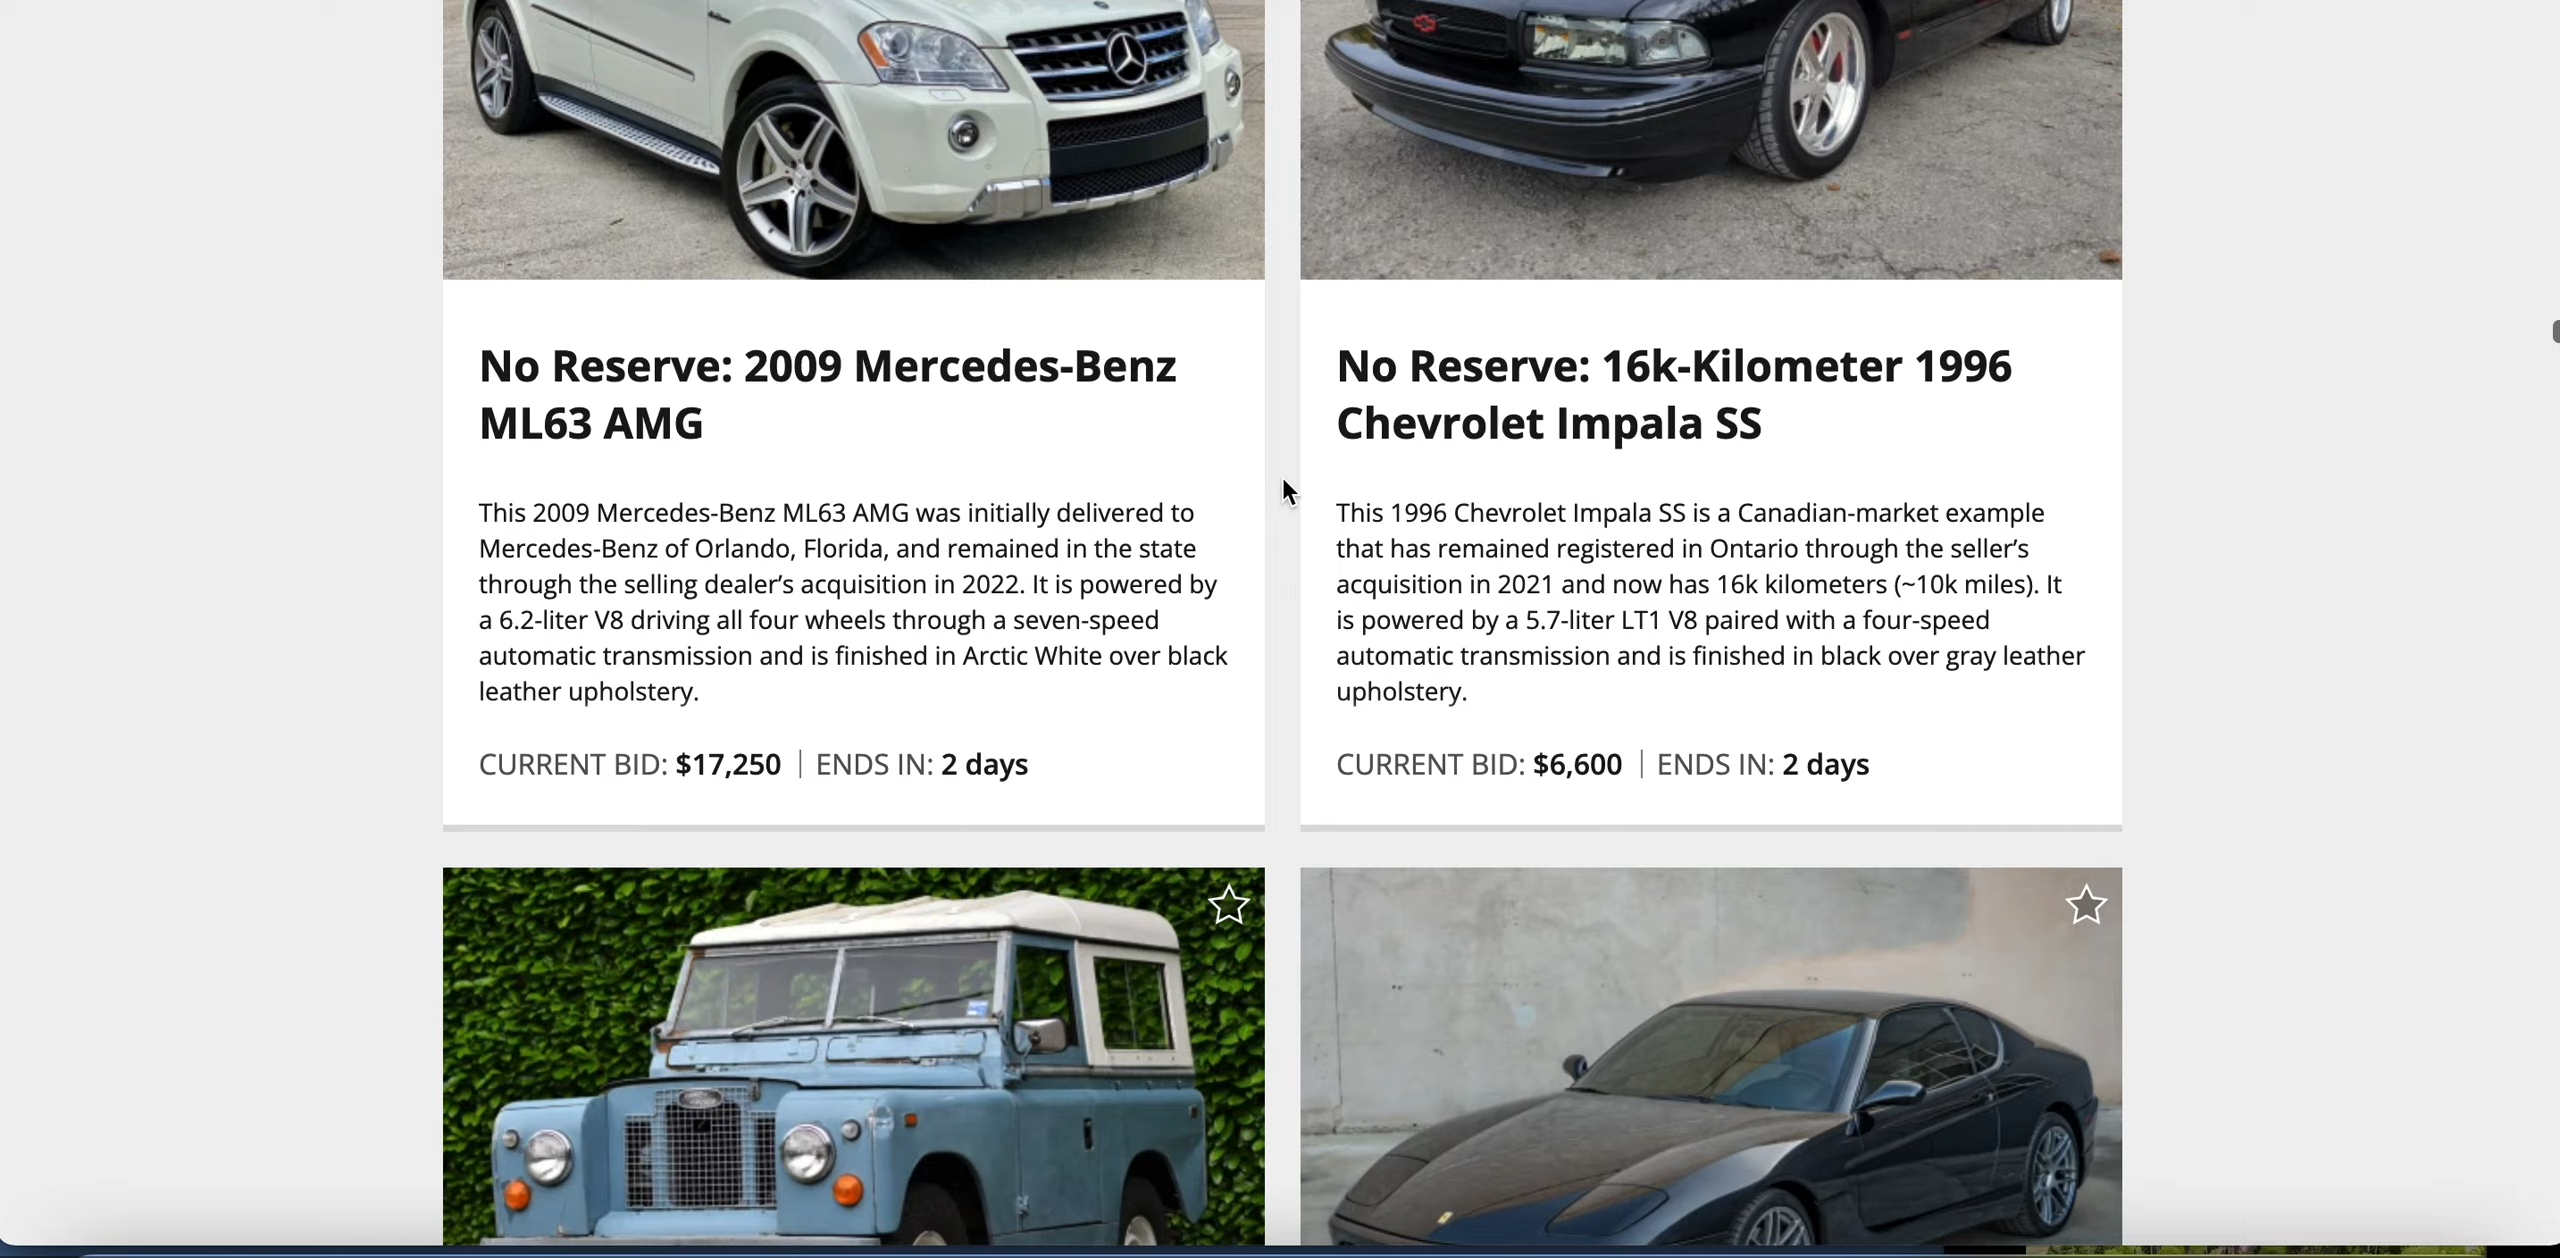 No Reserve: 2009 Mercedes-Benz
ML63 AMG
This 2009 Mercedes-Benz ML63 AMG was initially delivered to
Mercedes-Benz of Orlando, Florida, and remained in the state
through the selling dealer’s acquisition in 2022. It is powered by
a 6.2-liter V8 driving all four wheels through a seven-speed
automatic transmission and is finished in Arctic White over black
leather upholstery.
CURRENT BID: $17,250 | ENDS IN: 2 days
No Reserve: 16k-Kilometer 1996
Chevrolet Impala SS
This 1996 Chevrolet Impala SS is a Canadian-market example
that has remained registered in Ontario through the seller’s
acquisition in 2021 and now has 16k kilometers (~10k miles). It
is powered by a 5.7-liter LT1 V8 paired with a four-speed
automatic transmission and is finished in black over gray leather
upholstery.
CURRENT BID: $6,600 | ENDS IN: 2 days